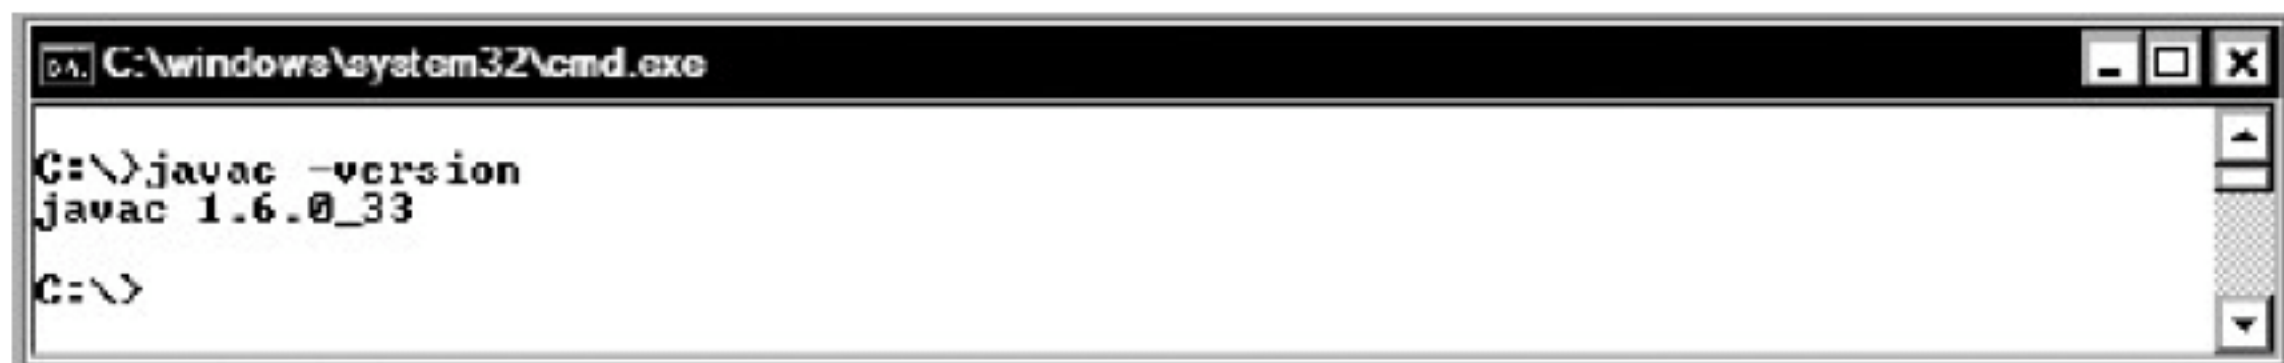 C:\windows\system32\cmd.exe
C:\>javac -version
javac 1.6.0_33
C:\>